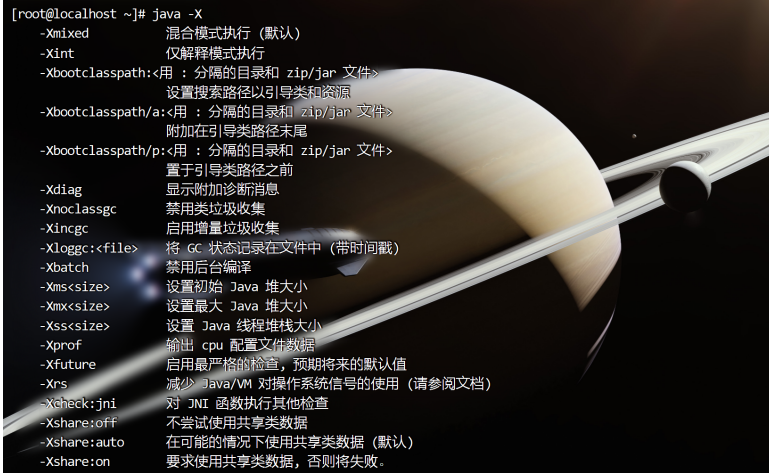 [root@localhost ~]# java -X
-Xmixed 混合模式执行 (默认)
-Xint 仅解释模式执行
-Xbootclasspath:<用 : 分隔的目录和 zip/jar 文件>
设置搜索路径以引导类和资源
-Xbootclasspath/a:<用 : 分隔的目录和 zip/jar 文件>
附加在引导类路径末尾
-Xbootclasspath/p:<用 : 分隔的目录和 zip/jar 文件>
置于引导类路径之前
-Xdiag 显示附加诊断消息
-Xnoclassgc 禁用类垃圾收集
-Xincgc 启用增量垃圾收集
-Xloggc:<file> 将 GC 状态记录在文件中 (带时间戳)
-Xbatch 禁用后台编译
-Xms<size> 设置初始 Java 堆大小
-Xmx<size> 设置最大 Java 堆大小
-Xss<size> 设置 Java 线程堆栈大小
-Xprof 输出 cpu 配置文件数据
-Xfuture 启用最严格的检查, 预期将来的默认值
-Xrs 减少 Java/VM 对操作系统信号的使用 (请参阅文档)
-Xcheck:jni 对 JNI 函数执行其他检查
-Xshare:off 不尝试使用共享类数据
-Xshare:auto 在可能的情况下使用共享类数据 (默认)
-Xshare:on 要求使用共享类数据, 否则将失败。